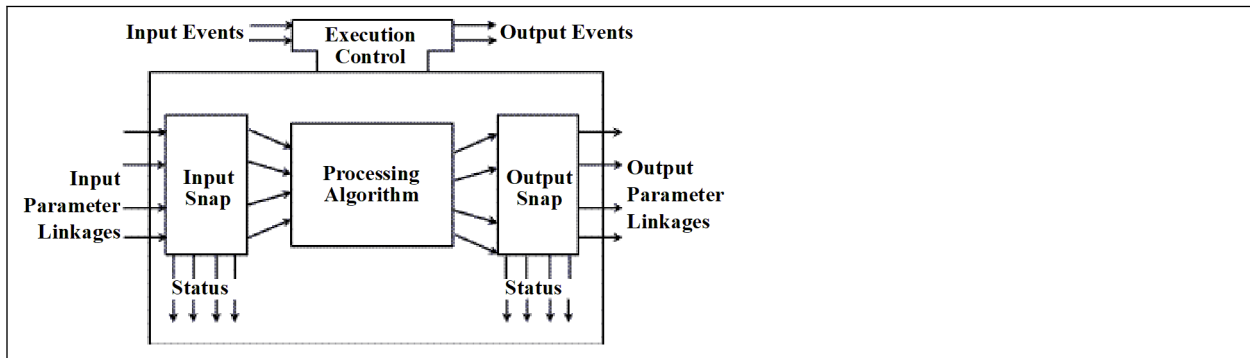 Input Events
Execution
Control
Output Events
Input
Parameter
Linkages
Input
Snap
Processing
Algorithm
Output
Snap
Output
Parameter
Linkages
Status
Status